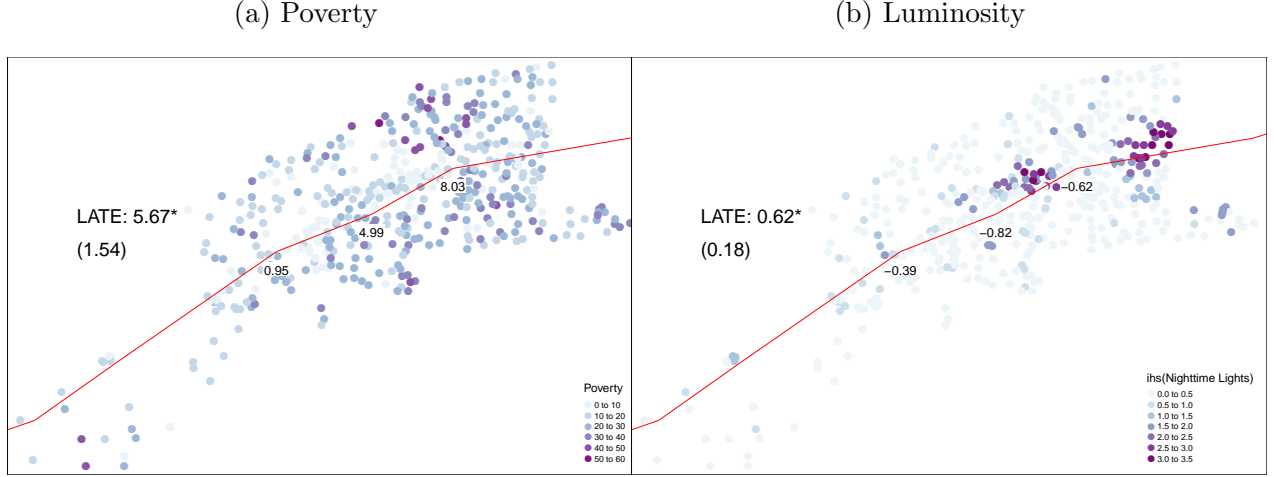 (a) Poverty
LATE: 5.67*
(1.54)
8.03
4.99
0.95
Poverty
0 to 10
10 to 20
20 to 30
30 to 40
40 to 50
50 to 60
(b) Luminosity
LATE: 0.62*
(0.18)
−0.62
−0.82
−0.39
ihs(Nighttime Lights)
0.0 to 0.5
0.5 to 1.0
1.0 to 1.5
1.5 to 2.0
2.0 to 2.5
2.5 to 3.0
3.0 to 3.5